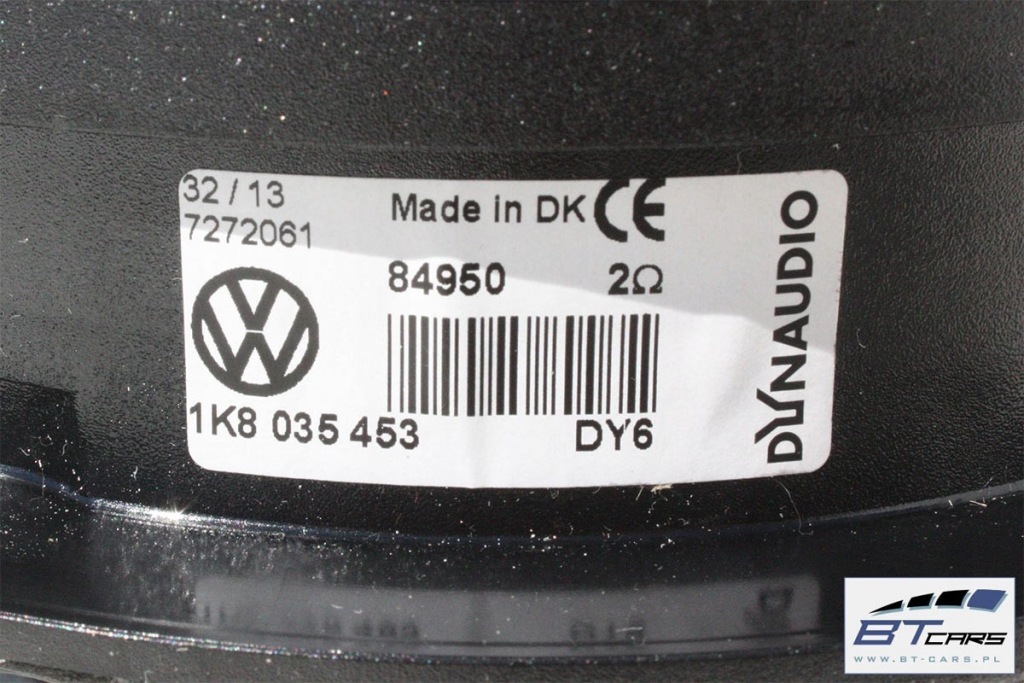 32 / 13
7272061
Made in DK CE
84950 2Ω
1K8 035 453 DY6
DYNAUDIO
BT CARS
WWW.BT-CARS.PL